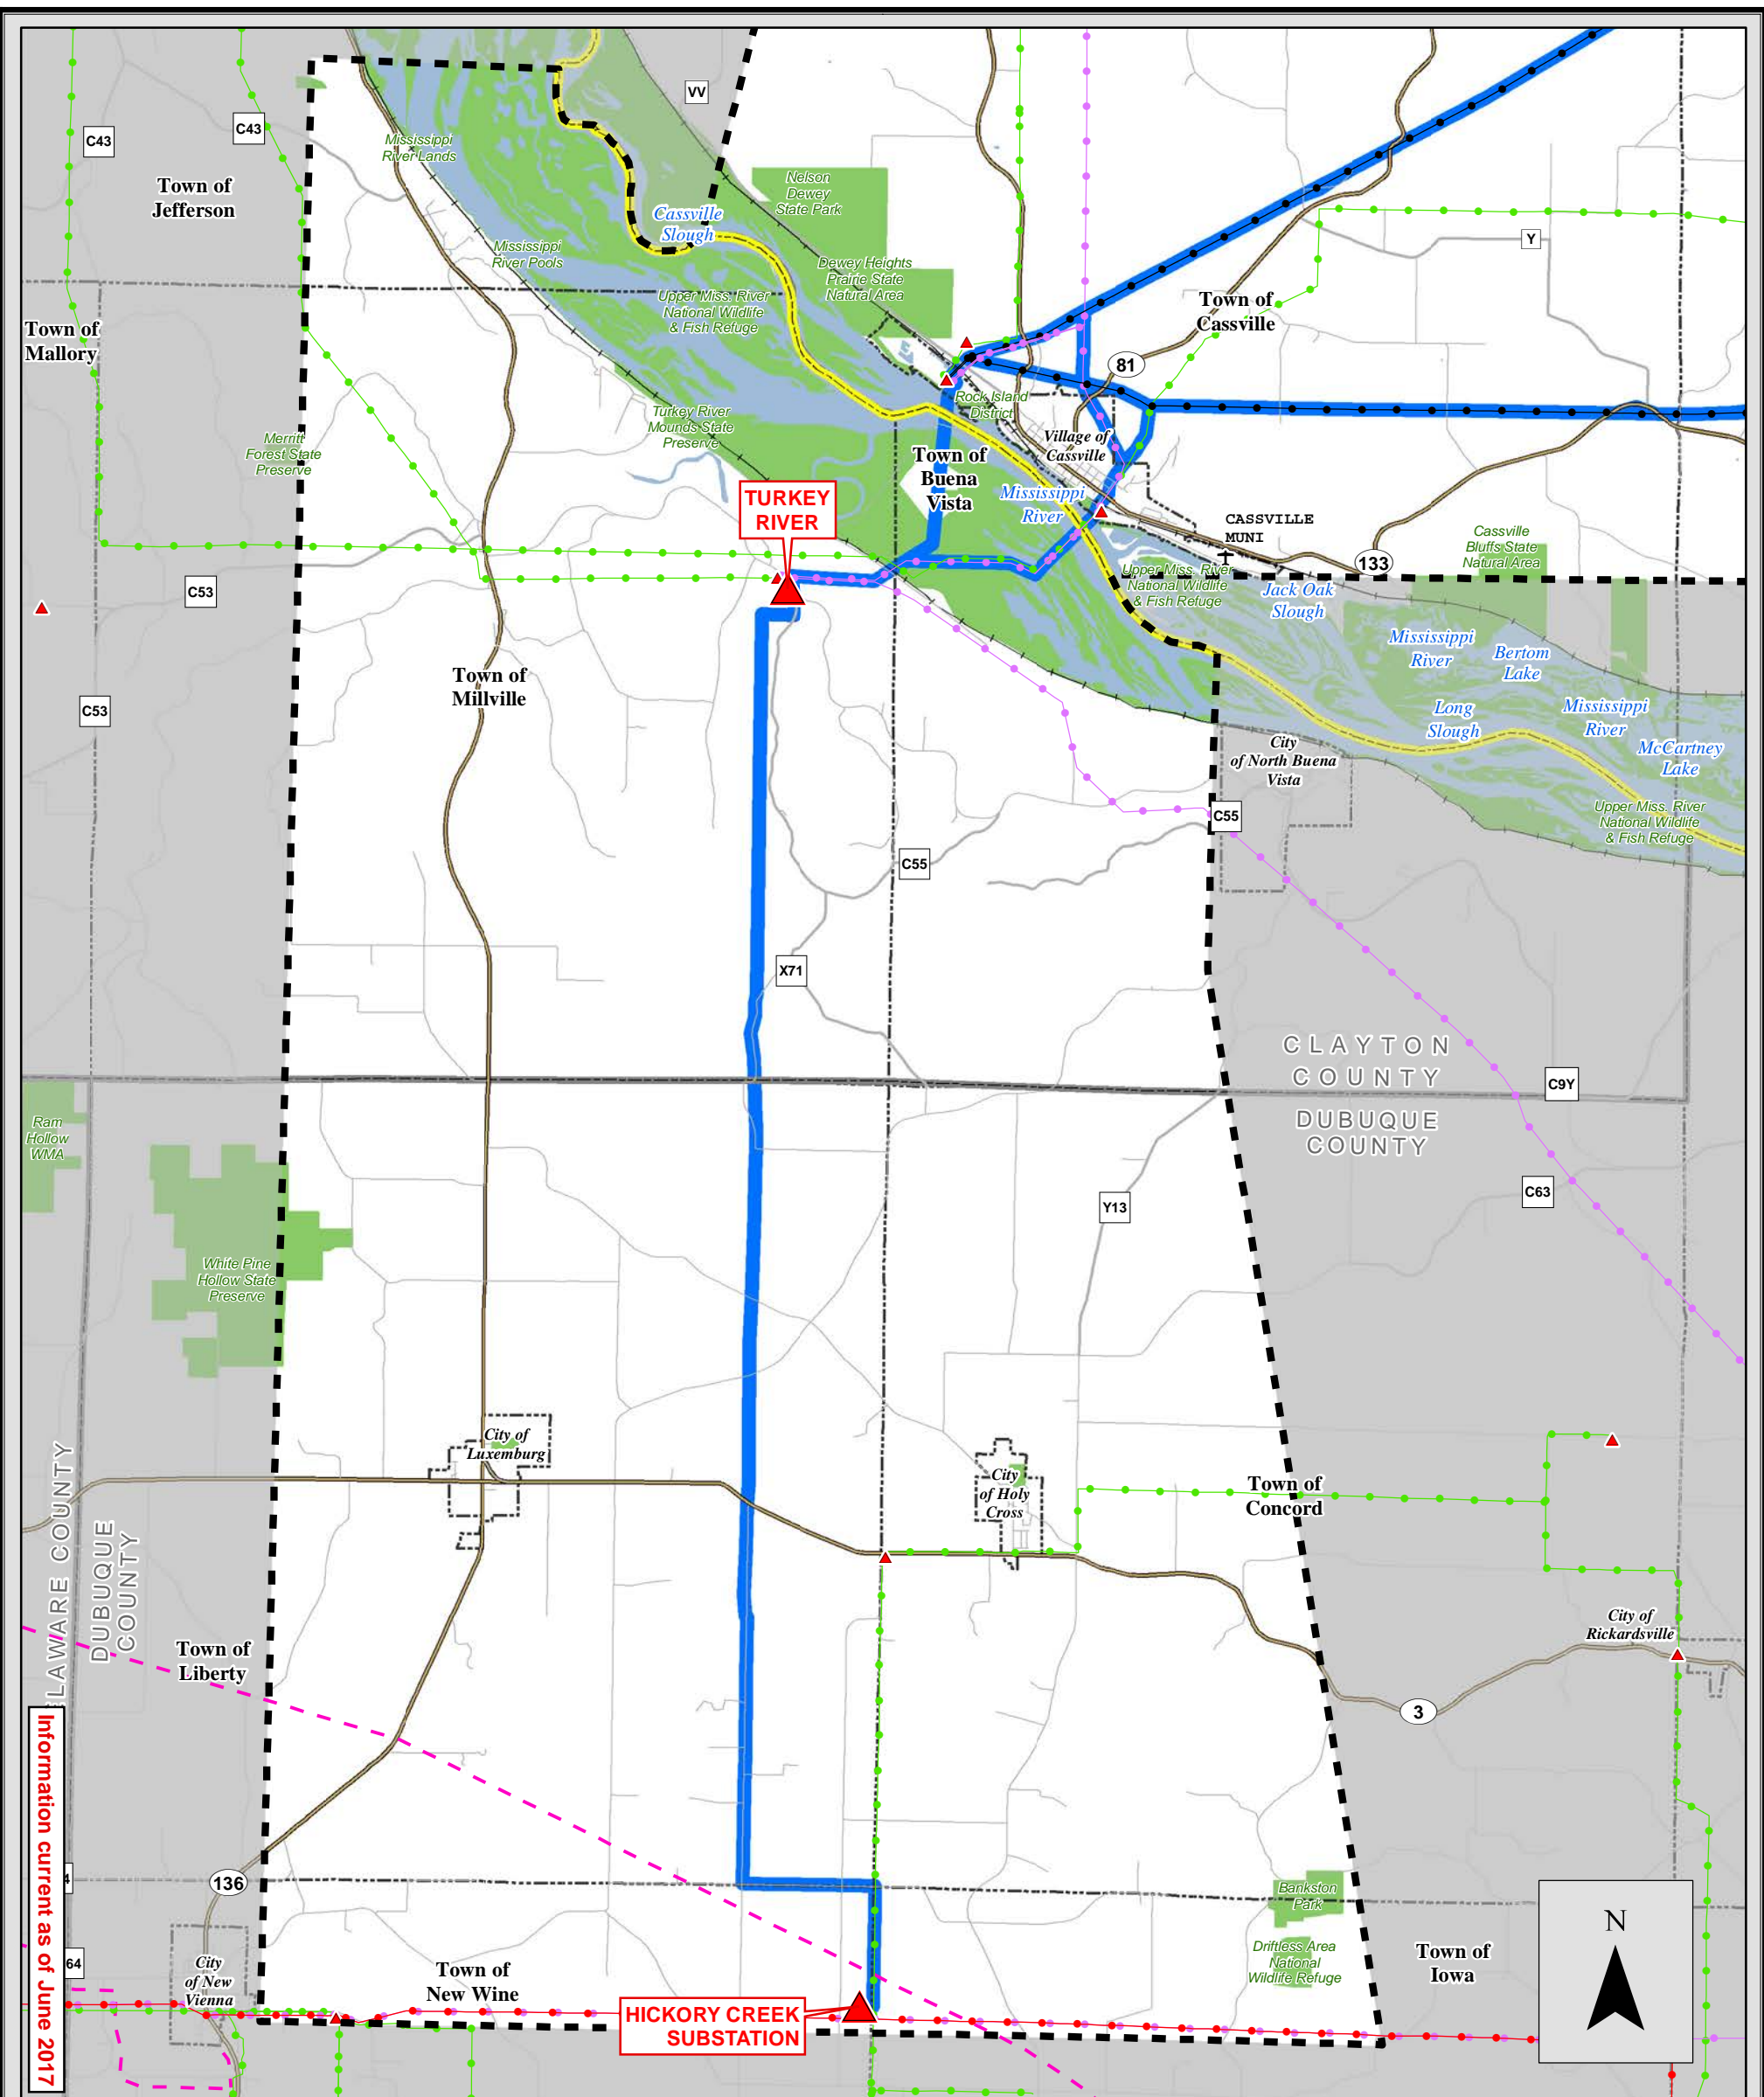 VV
C43
C43
Mississippi
River Lands
Town of
Jefferson
Nelson
Dewey
State Park
Cassville
Slough
Mississippi
River Pools
Y
Dewey Heights
Prairie State
Natural Area
Upper Miss. River
National Wildlife
& Fish Refuge
Town of
Cassville
Town of
Mallory
81
Rock Island
District
Turkey River
Mounds State
Preserve
Merritt
Forest State
Preserve
Village of
Cassville
Town of
Buena
Vista
TURKEY
RIVER
Mississippi
River
CASSVILLE
MUNI
Cassville
Bluffs State
Natural Area
133
Upper Miss. River
National Wildlife
& Fish Refuge
Jack Oak
Slough
C53
Mississippi
River
Bertom
Lake
Town of
Millville
C53
Long
Slough
Mississippi
River
McCartney
Lake
City
of North Buena
Vista
Upper Miss. River
National Wildlife
& Fish Refuge
C55
C55
X71
CLAYTON
COUNTY
C9Y
DUBUQUE
COUNTY
Ram
Hollow
WMA
C63
Y13
White Pine
Hollow State
Preserve
City of
Luxemburg
City
of Holy
Cross
Town of
Concord
ELAWARE COUNTY
DUBUQUE
COUNTY
City of
Rickardsville
Town of
Liberty
3
Information current as of June 2017
4
136
Bankston
Park
N
64
City
of New
Vienna
Town of
New Wine
Driftless Area
National
Wildlife Refuge
Town of
Iowa
HICKORY CREEK
SUBSTATION